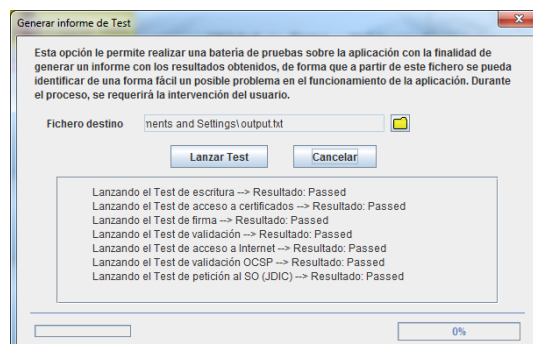 Generar informe de Test
Esta opción le permite realizar una batería de pruebas sobre la aplicación con la finalidad de
generar un informe con los resultados obtenidos, de forma que a partir de este fichero se pueda
identificar de una forma fácil un posible problema en el funcionamiento de la aplicación. Durante
el proceso, se requerirá la intervención del usuario.
Fichero destino and Settings\output.txt
Lanzar Test Cancelar
Lanzando el Test de escritura --> Resultado: Passed
Lanzando el Test de acceso a certificados --> Resultado: Passed
Lanzando el Test de firma --> Resultado: Passed
Lanzando el Test de validación --> Resultado: Passed
Lanzando el Test de acceso a Internet --> Resultado: Passed
Lanzando el Test de validación OCSP --> Resultado: Passed
Lanzando el Test de petición al SO (JDIC) --> Resultado: Passed
0%